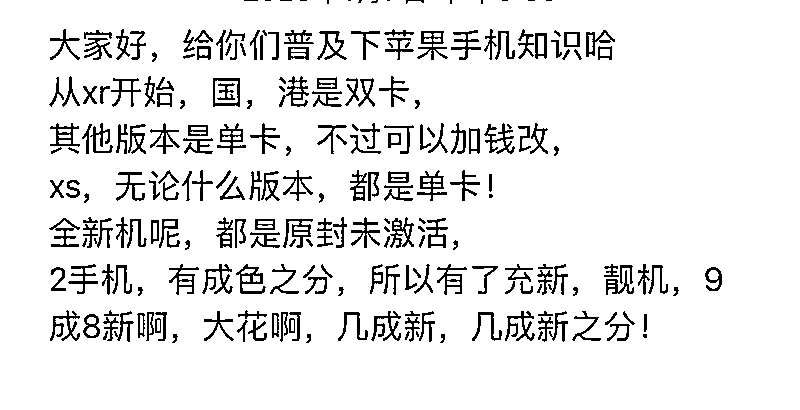 大家好，给你们普及下苹果手机知识哈
从xr开始，国，港是双卡，
其他版本是单卡，不过可以加钱改，
xs，无论什么版本，都是单卡！
全新机呢，都是原封未激活，
2手机，有成色之分，所以有了充新，靓机，9
成8新啊，大花啊，几成新，几成新之分！